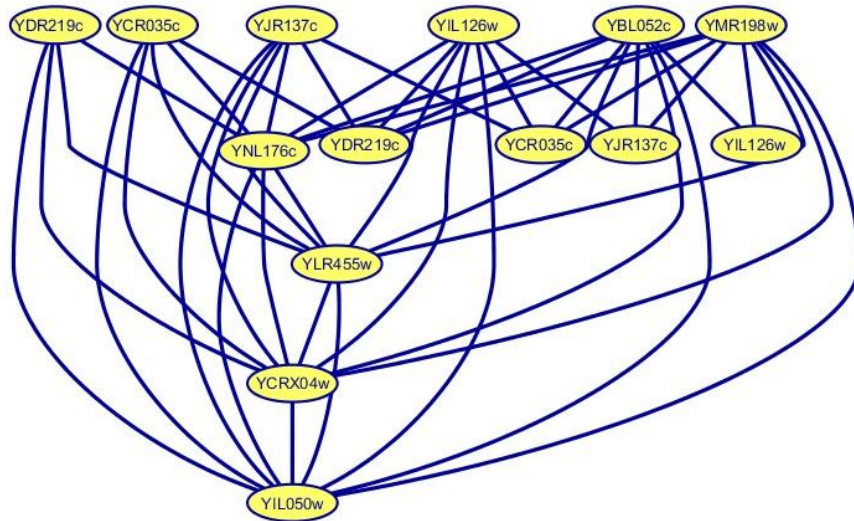 YDR219c YCR035c YJR137c YIL126w YBL052c YMR198w
YNL176c YDR219c YCR035c YJR137c YIL126w
YLR455w
YCRX04w
YIL050w